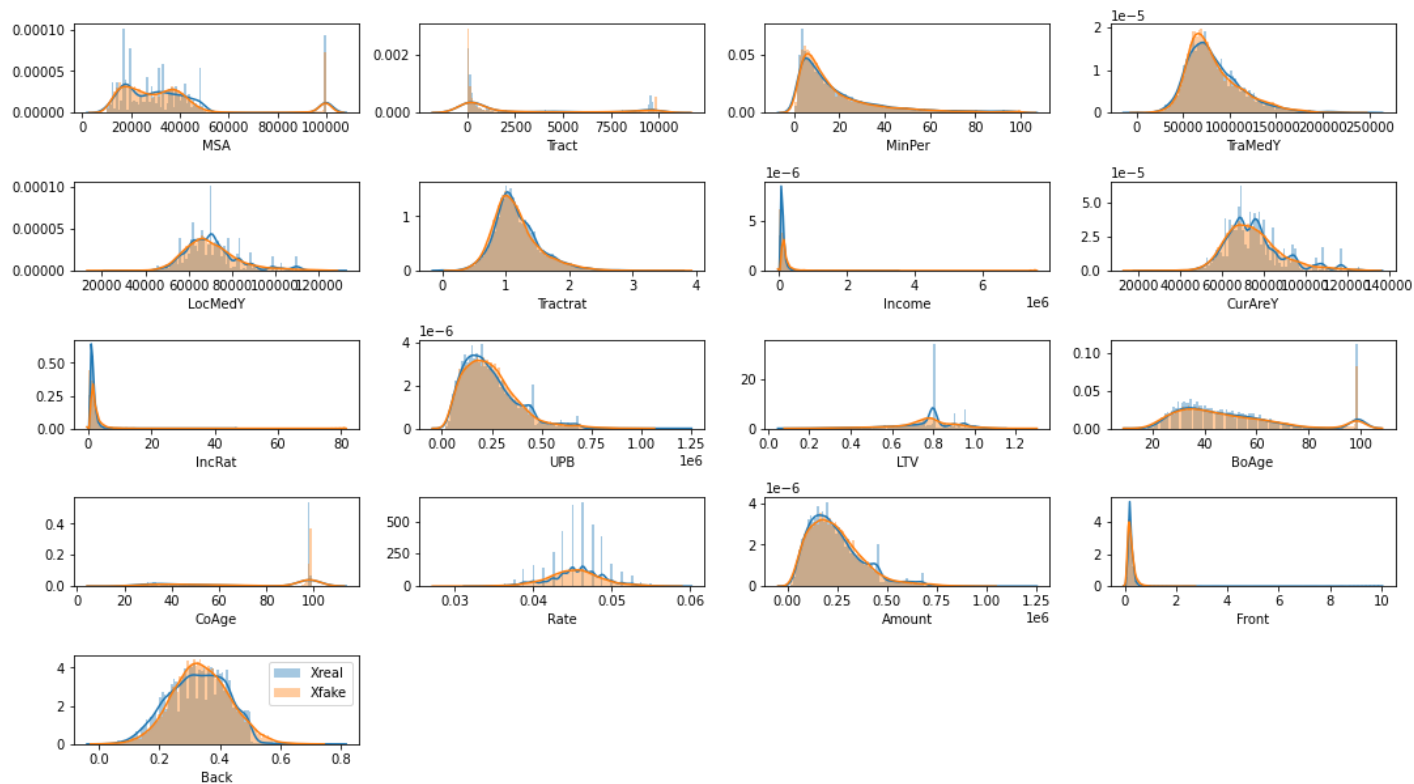 0.00010
0.00005
0.00000
0 20000 40000 60000 80000 100000
MSA
0.002
0.000
0 2500 5000 7500 10000
Tract
0.05
0.00
0 20 40 60 80 100
MinPer
1e−5
2
1
0
0 50000 100000 150000 200000 250000
TraMedY
0.00010
0.00005
0.00000
20000 40000 60000 80000 100000 120000
LocMedY
1
0
0 1 2 3 4
Tractrat
1e−6
5
0
0 2 4 6
Income
1e6
1e−5
5.0
2.5
0.0
20000 40000 60000 80000 100000 120000 140000
CurAreY
0.50
0.25
0.00
0 20 40 60 80
IncRat
1e−6
4
2
0
0.00 0.25 0.50 0.75 1.00 1.25
UPB
1e6
20
0
0.0 0.2 0.4 0.6 0.8 1.0 1.2
LTV
0.10
0.05
0.00
20 40 60 80 100
BoAge
0.4
0.2
0.0
0 20 40 60 80 100
CoAge
500
250
0
0.03 0.04 0.05 0.06
Rate
1e−6
4
2
0
0.00 0.25 0.50 0.75 1.00 1.25
Amount
1e6
4
2
0
0 2 4 6 8 10
Front
4
2
0
0.0 0.2 0.4 0.6 0.8
Back
Xreal
Xfake